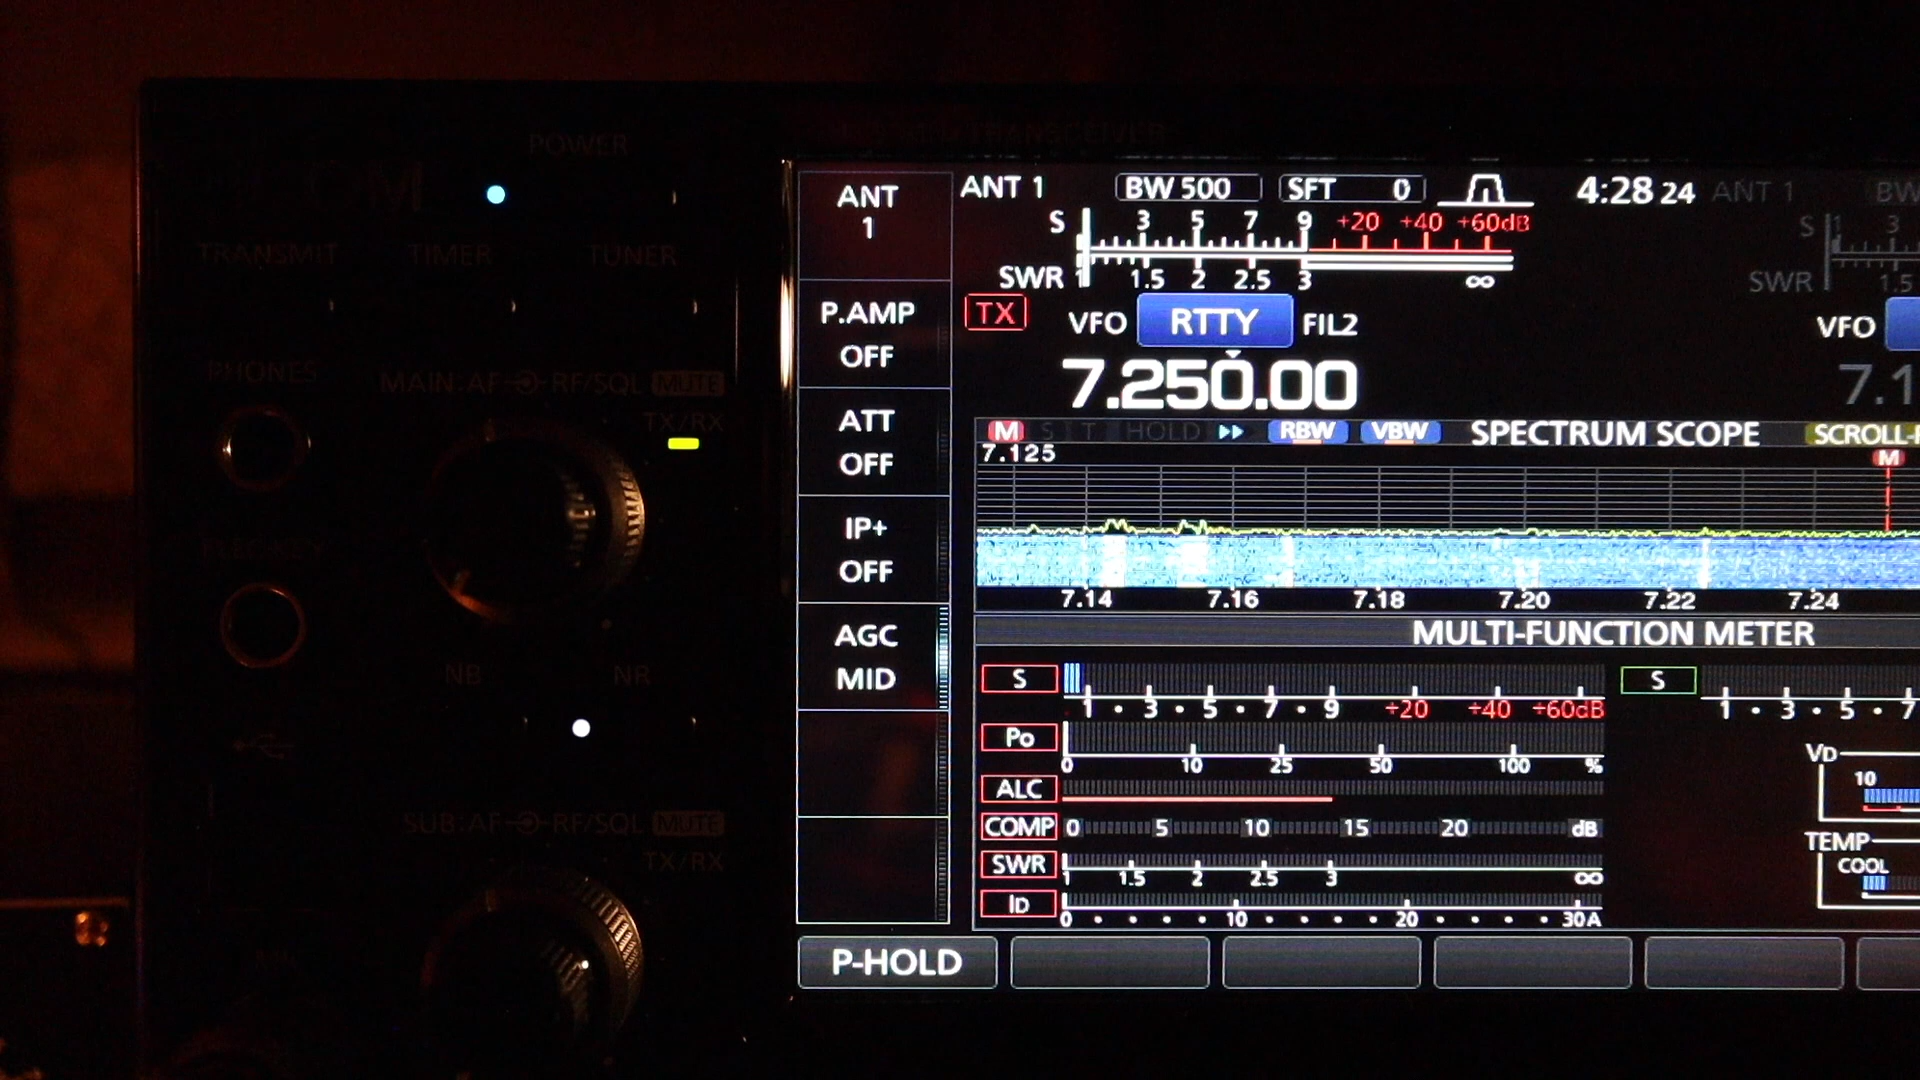 POWER
TRANSMIT TIMER TUNER
PHONES
MAIN:AF RF/SQL MUTE
TX/RX
NB NR
SUB:AF RF/SQL MUTE
TX/RX
ANT
1
P.AMP
OFF
ATT
OFF
IP+
OFF
AGC
MID
ANT 1 BW 500 SFT 0 4:28 24 ANT 1 BW
S 3 5 7 9 +20 +40 +60dB S 1 3
SWR 1 1.5 2 2.5 3 ∞ SWR 1 1.5
TX VFO RTTY FIL2 VFO
7.250.00 7.1
M S T HOLD RBW VBW SPECTRUM SCOPE SCROLL-
7.125 M
7.14 7.16 7.18 7.20 7.22 7.24
MULTI-FUNCTION METER
S S
1 • 3 • 5 • 7 • 9 +20 +40 +60dB 1 • 3 • 5 • 7
Po
0 10 25 50 100 %
VD
10
ALC
COMP 0 5 10 15 20 dB
TEMP
COOL
SWR
1 1.5 2 2.5 3 ∞
ID
0 10 20 30A
P-HOLD